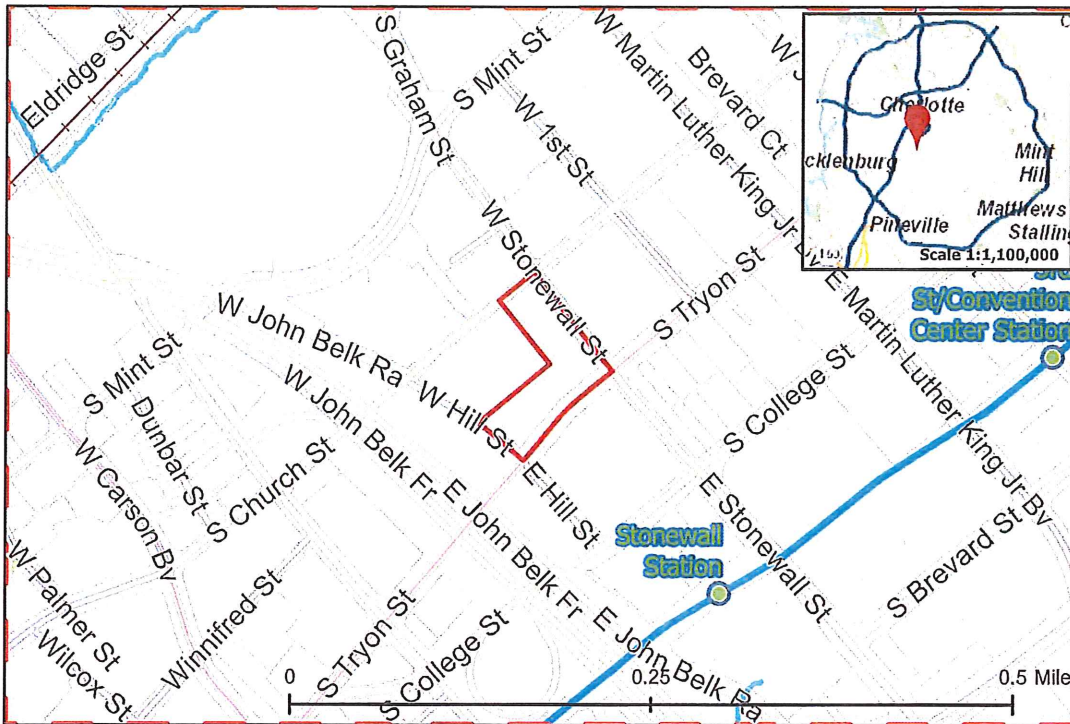 Eldridge St
S Graham St
S Mint St
W 1st St
W Martin Luther King Jr Bv
Brevard Ct
W Stonewall St
S Tryon St
E Martin Luther King Jr Bv
St/Convention
Center Station
W John Belk Ra
W Hill St
S Mint St
Dunbar St
W John Belk Fr
S Church St
W Carson Bv
E Hill St
E John Belk Fr
S College St
E Stonewall St
Stonewall
Station
S Brevard St
W Palmer St
Wilcox St
Winnifred St
S Tryon St
S College St
E John Belk Ra
0
0.25
0.5 Mile
Charlotte
cklenburg
Mint
Hill
Matthews
Stalling
Pineville
Scale 1:1,100,000